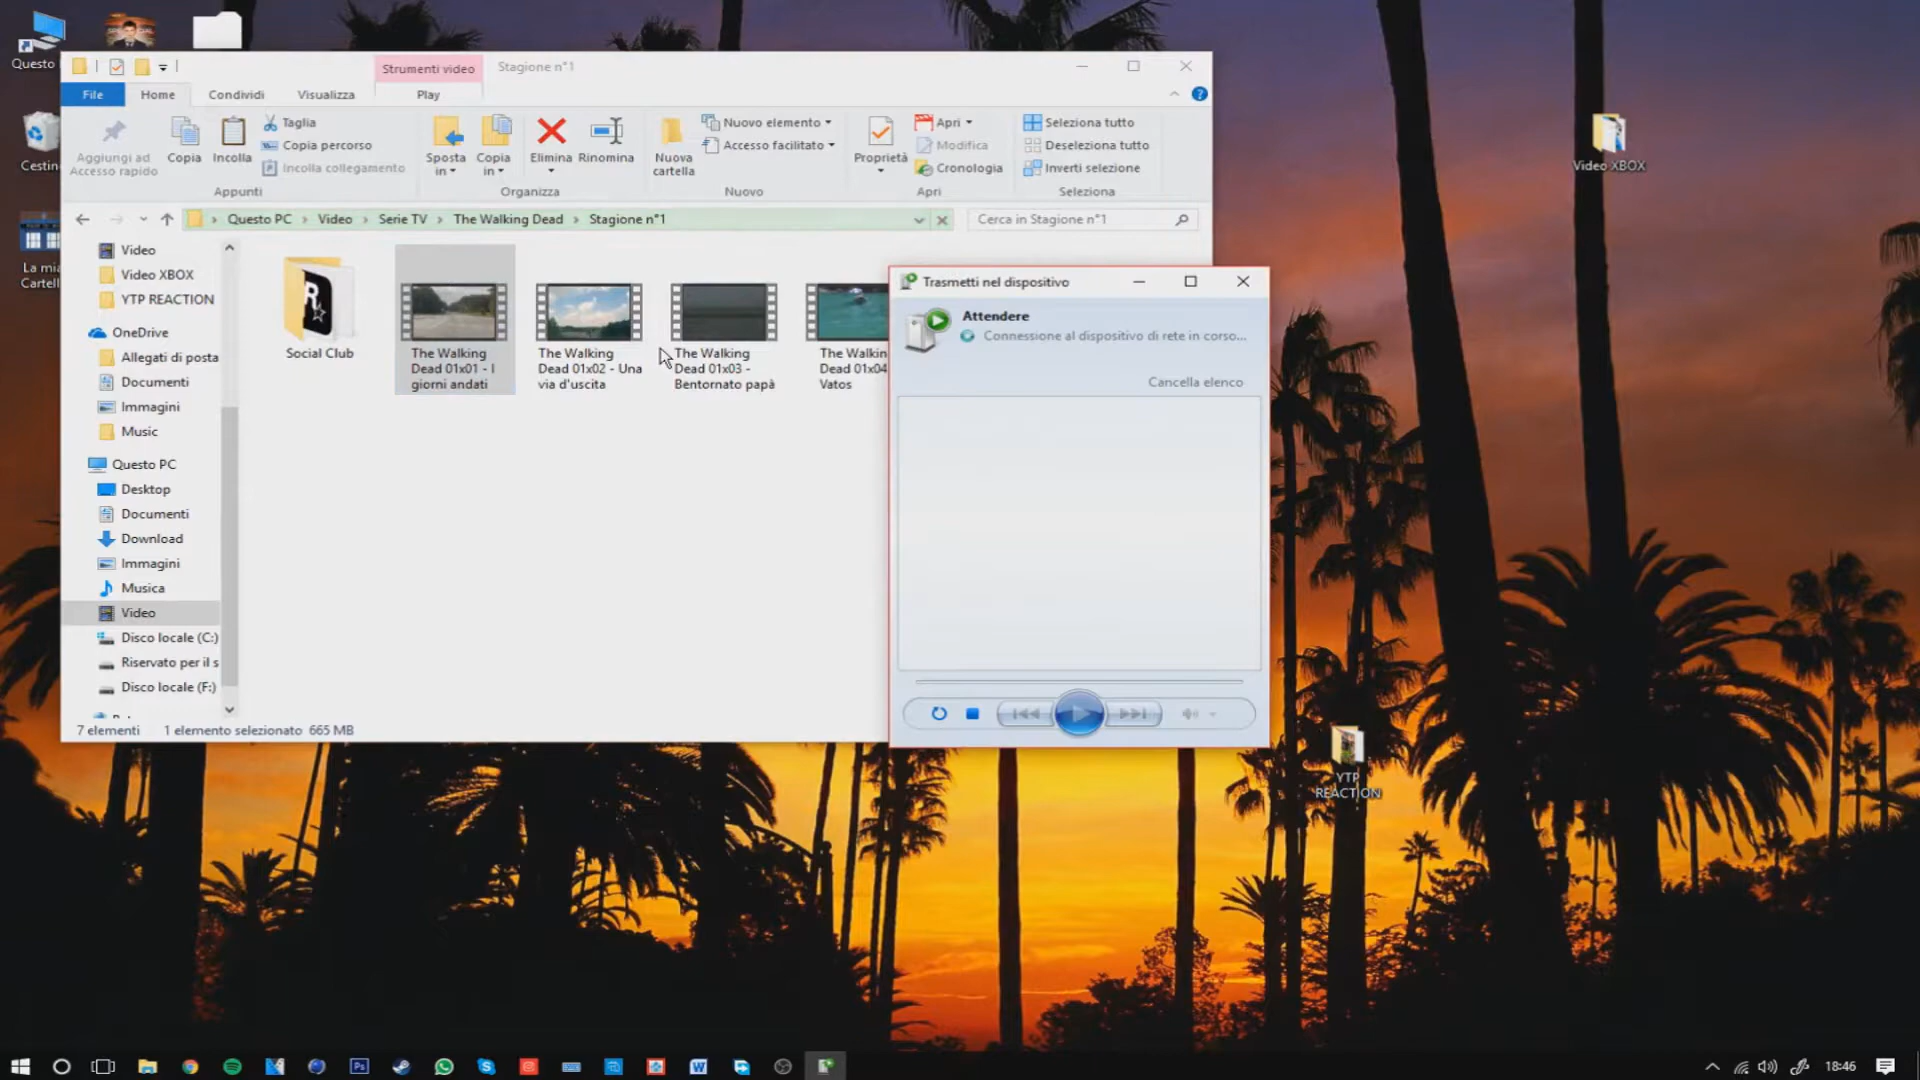 Questo
Cestin
La mia
Cartell
Strumenti video
Stagione n°1
File
Home
Condividi
Visualizza
Play
Aggiungi ad
Accesso rapido
Copia
Incolla
Taglia
Copia percorso
Incolla collegamento
Appunti
Sposta
in
Copia
in
Elimina
Rinomina
Organizza
Nuova
cartella
Nuovo elemento
Accesso facilitato
Nuovo
Proprietà
Apri
Modifica
Cronologia
Apri
Seleziona tutto
Deseleziona tutto
Inverti selezione
Seleziona
Questo PC > Video > Serie TV > The Walking Dead > Stagione n°1
Cerca in Stagione n°1
Video
Video XBOX
YTP REACTION
OneDrive
Allegati di posta
Documenti
Immagini
Music
Questo PC
Desktop
Documenti
Download
Immagini
Musica
Video
Disco locale (C:)
Riservato per il s
Disco locale (F:)
Social Club
The Walking
Dead 01x01 - I
giorni andati
The Walking
Dead 01x02 - Una
via d'uscita
The Walking
Dead 01x03 -
Bentornato papà
The Walkin
Dead 01x04
Vatos
7 elementi
1 elemento selezionato 665 MB
Trasmetti nel dispositivo
Attendere
Connessione al dispositivo di rete in corso...
Cancella elenco
Video XBOX
YTP
REACTION
Ps
W
18:46